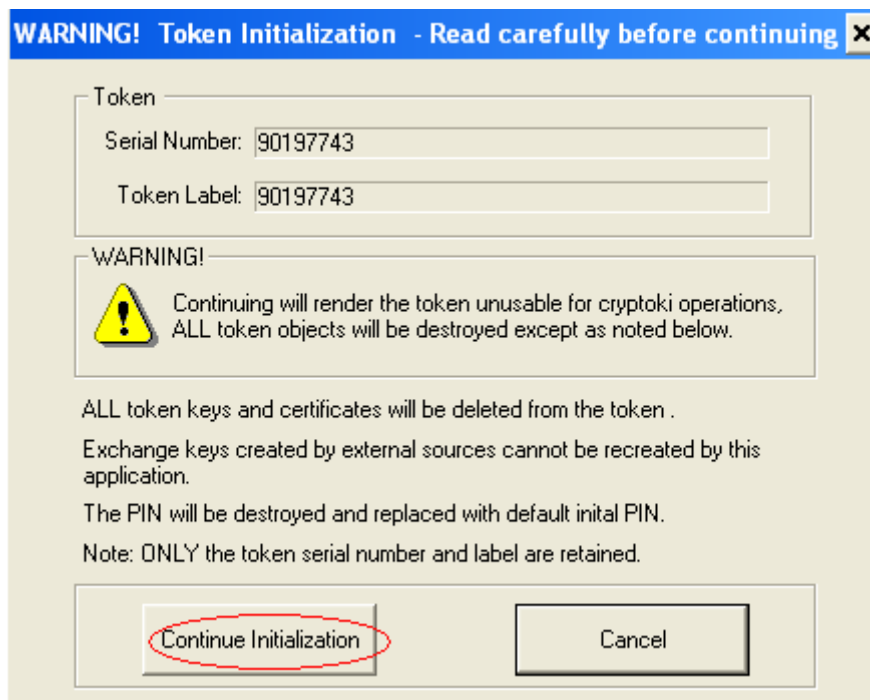 WARNING! Token Initialization - Read carefully before continuing
Token
Serial Number: 90197743
Token Label: 90197743
WARNING!
Continuing will render the token unusable for cryptoki operations,
ALL token objects will be destroyed except as noted below.
ALL token keys and certificates will be deleted from the token .
Exchange keys created by external sources cannot be recreated by this
application.
The PIN will be destroyed and replaced with default inital PIN.
Note: ONLY the token serial number and label are retained.
Continue Initialization Cancel